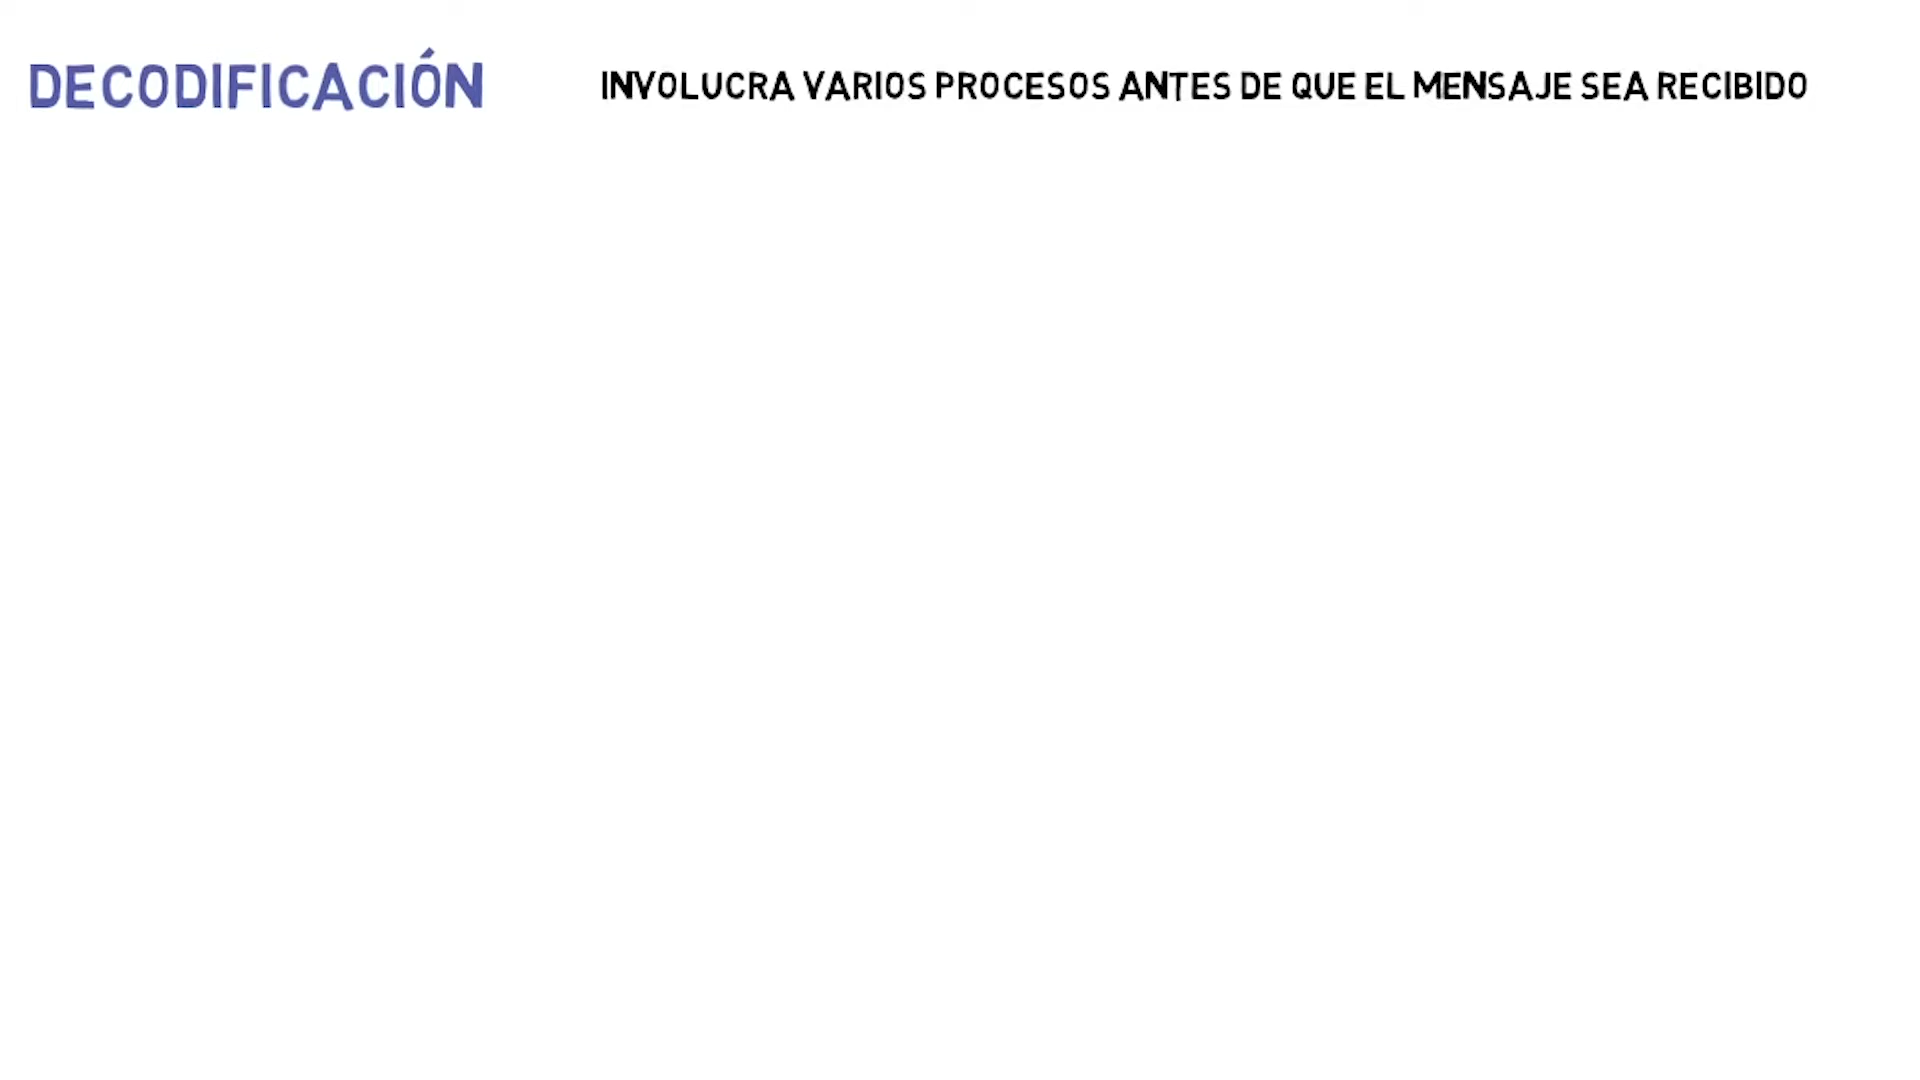 DECODIFICACIÓN
INVOLUCRA VARIOS PROCESOS ANTES DE QUE EL MENSAJE SEA RECIBIDO